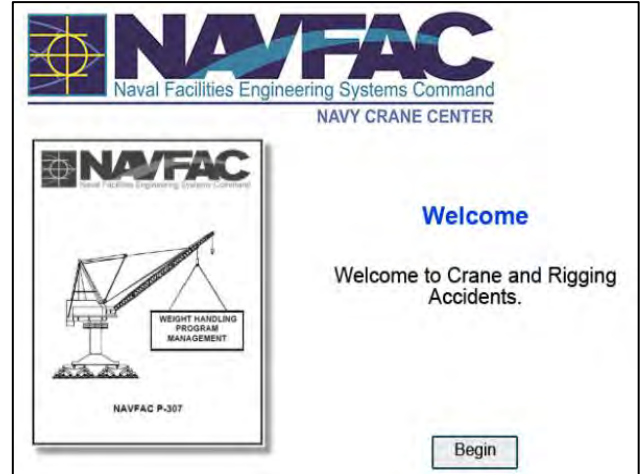 NAVFAC
Naval Facilities Engineering Systems Command
NAVY CRANE CENTER
NAVFAC
Naval Facilities Engineering Systems Command
WEIGHT HANDLING
PROGRAM
MANAGEMENT
NAVFAC P-307
Welcome
Welcome to Crane and Rigging
Accidents.
Begin